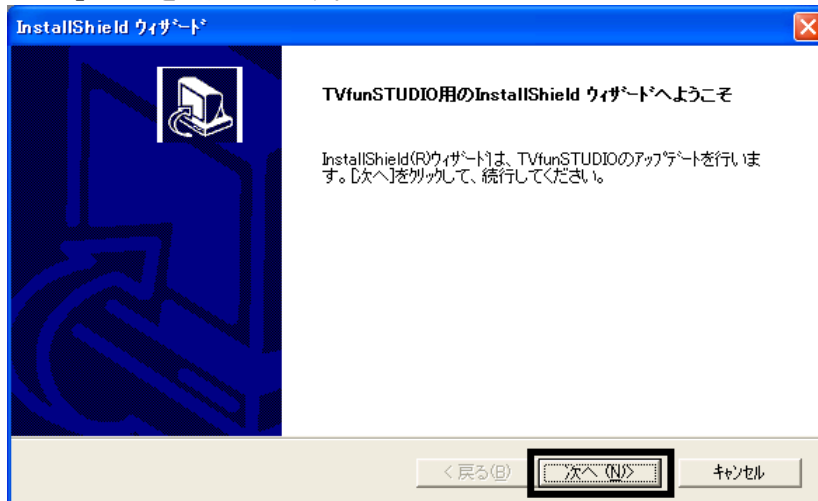 InstallShield ウィザード
TVfunSTUDIO用のInstallShield ウィザードへようこそ
InstallShield(R)ウィザードは、TVfunSTUDIOのアップデートを行いま
す。[次へ]をクリックして、続行してください。
< 戻る(B)
次へ (N)>
キャンセル